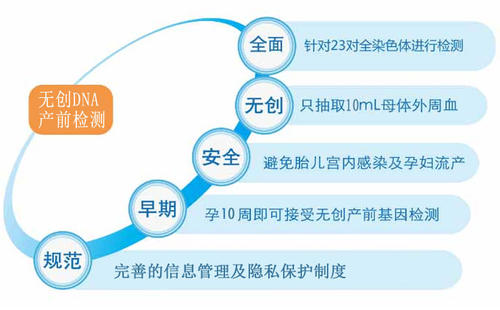 无创DNA
产前检测
全面
针对23对全染色体进行检测
无创
只抽取10mL母体外周血
安全
避免胎儿宫内感染及孕妇流产
早期
孕10周即可接受无创产前基因检测
规范
完善的信息管理及隐私保护制度